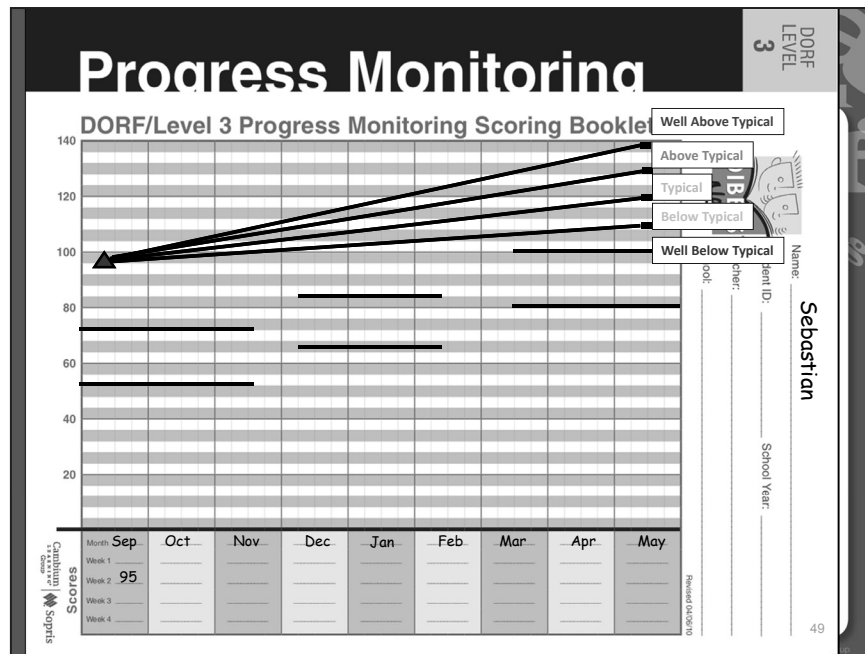 Progress Monitoring
DORF
LEVEL
3
DORF/Level 3 Progress Monitoring Scoring Booklet
Well Above Typical
Above Typical
Typical
Below Typical
Well Below Typical
140
120
100
80
60
40
20
Name: Sebastian
School Year:
Month Sep Oct Nov Dec Jan Feb Mar Apr May
Week 1
Week 2 95
Week 3
Week 4
Scores
Cambium
LEARNING
Group
Sopris
Revised 04/06/10
49